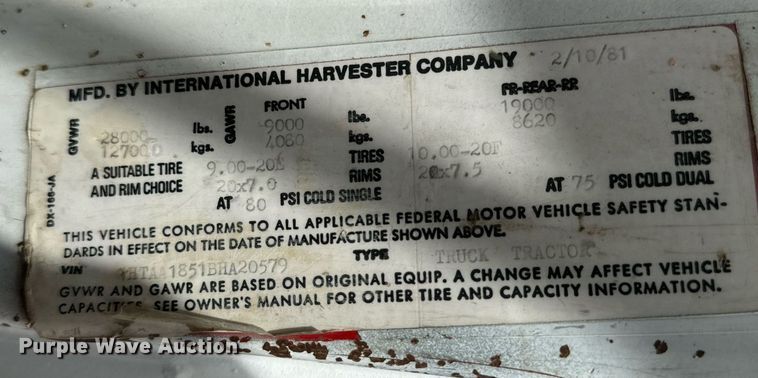 MFD. BY INTERNATIONAL HARVESTER COMPANY 2/10/81
FRONT FR-REAR-RR
GVWR 28000 lbs. GAWR 9000 lbs. 19000 lbs.
kgs. 4080 kgs. 8620 kgs.
A SUITABLE TIRE 9.00-20E TIRES 10.00-20F TIRES
AND RIM CHOICE 20x7.0 RIMS 20x7.5 RIMS
AT 80 PSI COLD SINGLE AT 75 PSI COLD DUAL
DX-166-JA
THIS VEHICLE CONFORMS TO ALL APPLICABLE FEDERAL MOTOR VEHICLE SAFETY STAN-
DARDS IN EFFECT ON THE DATE OF MANUFACTURE SHOWN ABOVE.
VIN TYPE TRUCK TRACTOR
GVWR AND GAWR ARE BASED ON ORIGINAL EQUIP. A CHANGE MAY AFFECT VEHICLE
CAPACITIES. SEE OWNER'S MANUAL FOR OTHER TIRE AND CAPACITY INFORMATION.
Purple Wave Auction